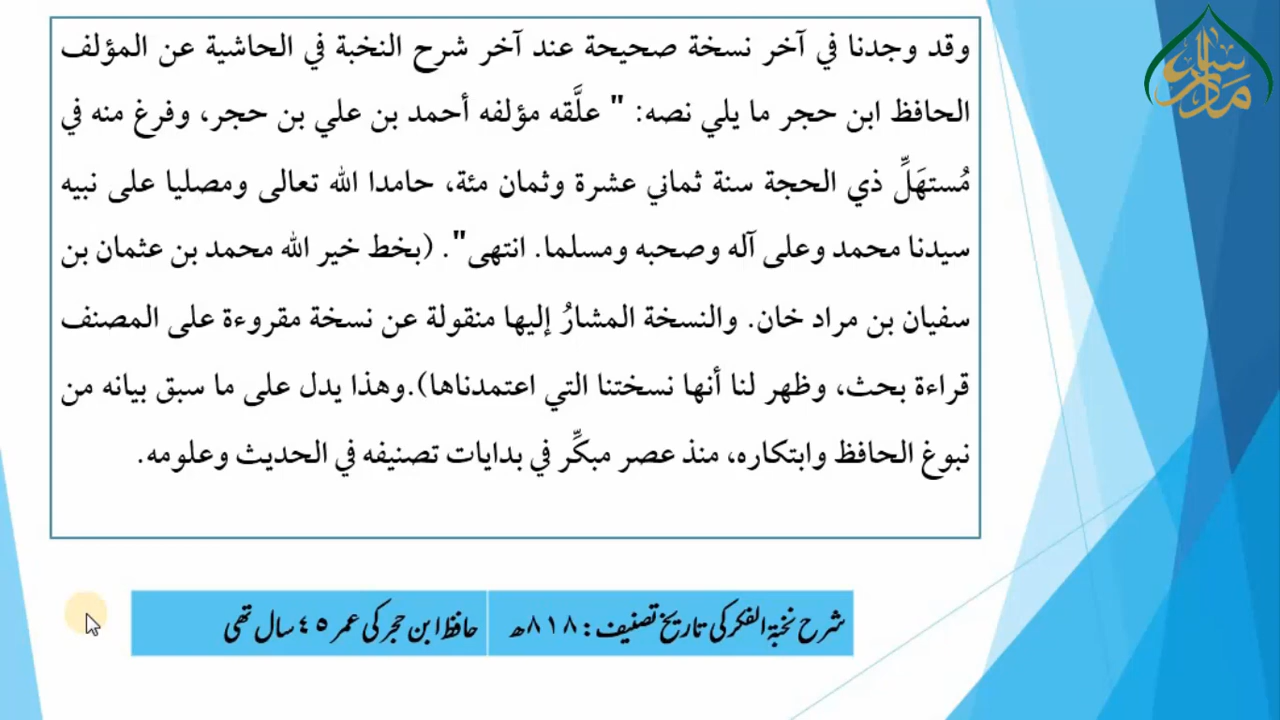 وقد وجدنا في آخر نسخة صحيحة عند آخر شرح النخبة في الحاشية عن المؤلف
الحافظ ابن حجر ما يلي نصه: " علَّقه مؤلفه أحمد بن علي بن حجر، وفرغ منه في
مُستهَلِّ ذي الحجة سنة ثماني عشرة وثمان مئة، حامدا الله تعالى ومصليا على نبيه
سيدنا محمد وعلى آله وصحبه ومسلما. انتهى". (بخط خير الله محمد بن عثمان بن
سفيان بن مراد خان. والنسخة المشارُ إليها منقولة عن نسخة مقروءة على المصنف
قراءة بحث، وظهر لنا أنها نسختنا التي اعتمدناها).وهذا يدل على ما سبق بيانه من
نبوغ الحافظ وابتكاره، منذ عصر مبكِّر في بدايات تصنيفه في الحديث وعلومه.
شرح نخبۃ الفکر کی تاریخ تصنیف: ۸۱۸ھ
حافظ ابن حجر کی عمر ٤٥ سال تھی